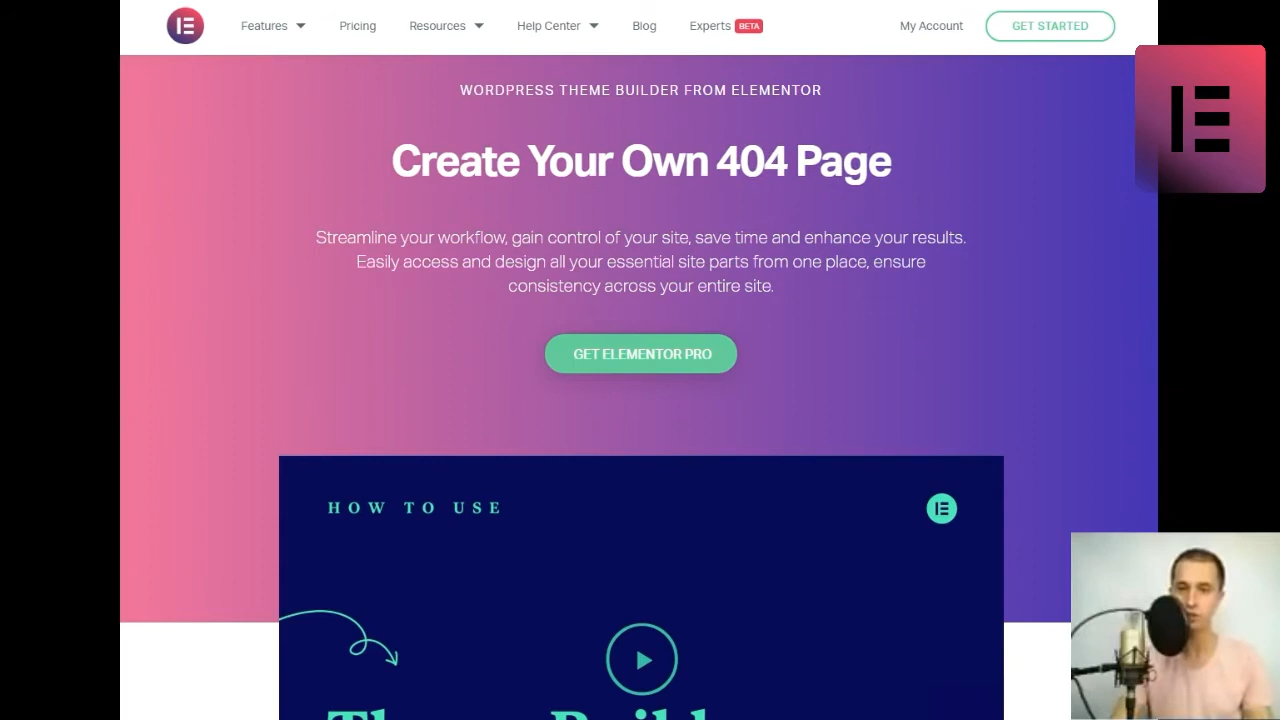 Features Pricing Resources Help Center Blog Experts BETA My Account GET STARTED
WORDPRESS THEME BUILDER FROM ELEMENTOR
Create Your Own 404 Page
Streamline your workflow, gain control of your site, save time and enhance your results.
Easily access and design all your essential site parts from one place, ensure
consistency across your entire site.
GET ELEMENTOR PRO
HOW TO USE